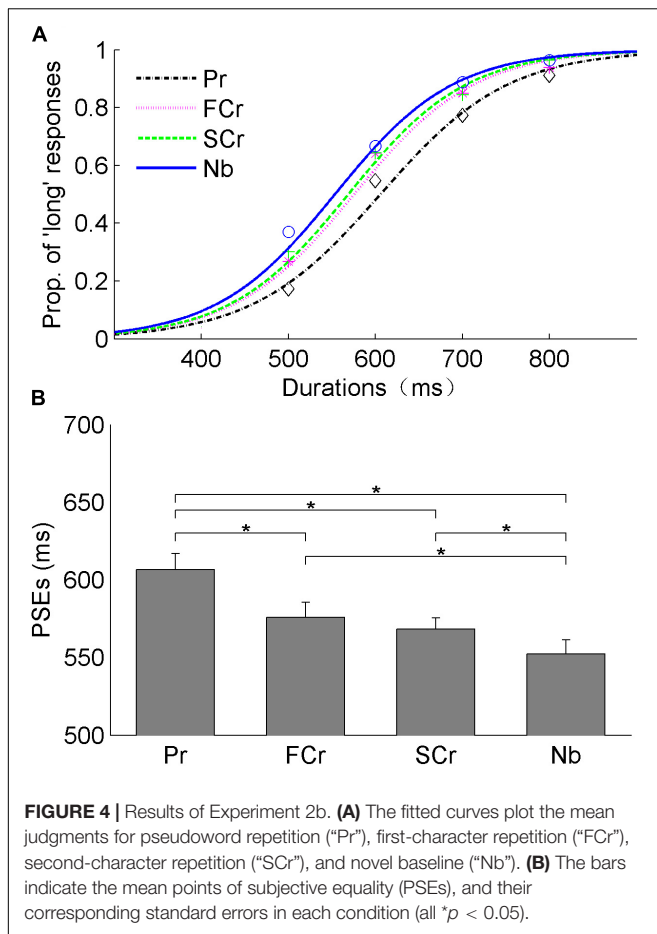 A
Prop. of 'long' responses
1
0.8
0.6
0.4
0.2
0
Pr
FCr
SCr
Nb
400 500 600 700 800
Durations (ms)
B
PSEs (ms)
700
650
600
550
500
*
*
* *
*
Pr FCr SCr Nb
FIGURE 4 | Results of Experiment 2b. (A) The fitted curves plot the mean
judgments for pseudoword repetition (“Pr”), first-character repetition (“FCr”),
second-character repetition (“SCr”), and novel baseline (“Nb”). (B) The bars
indicate the mean points of subjective equality (PSEs), and their
corresponding standard errors in each condition (all *p < 0.05).